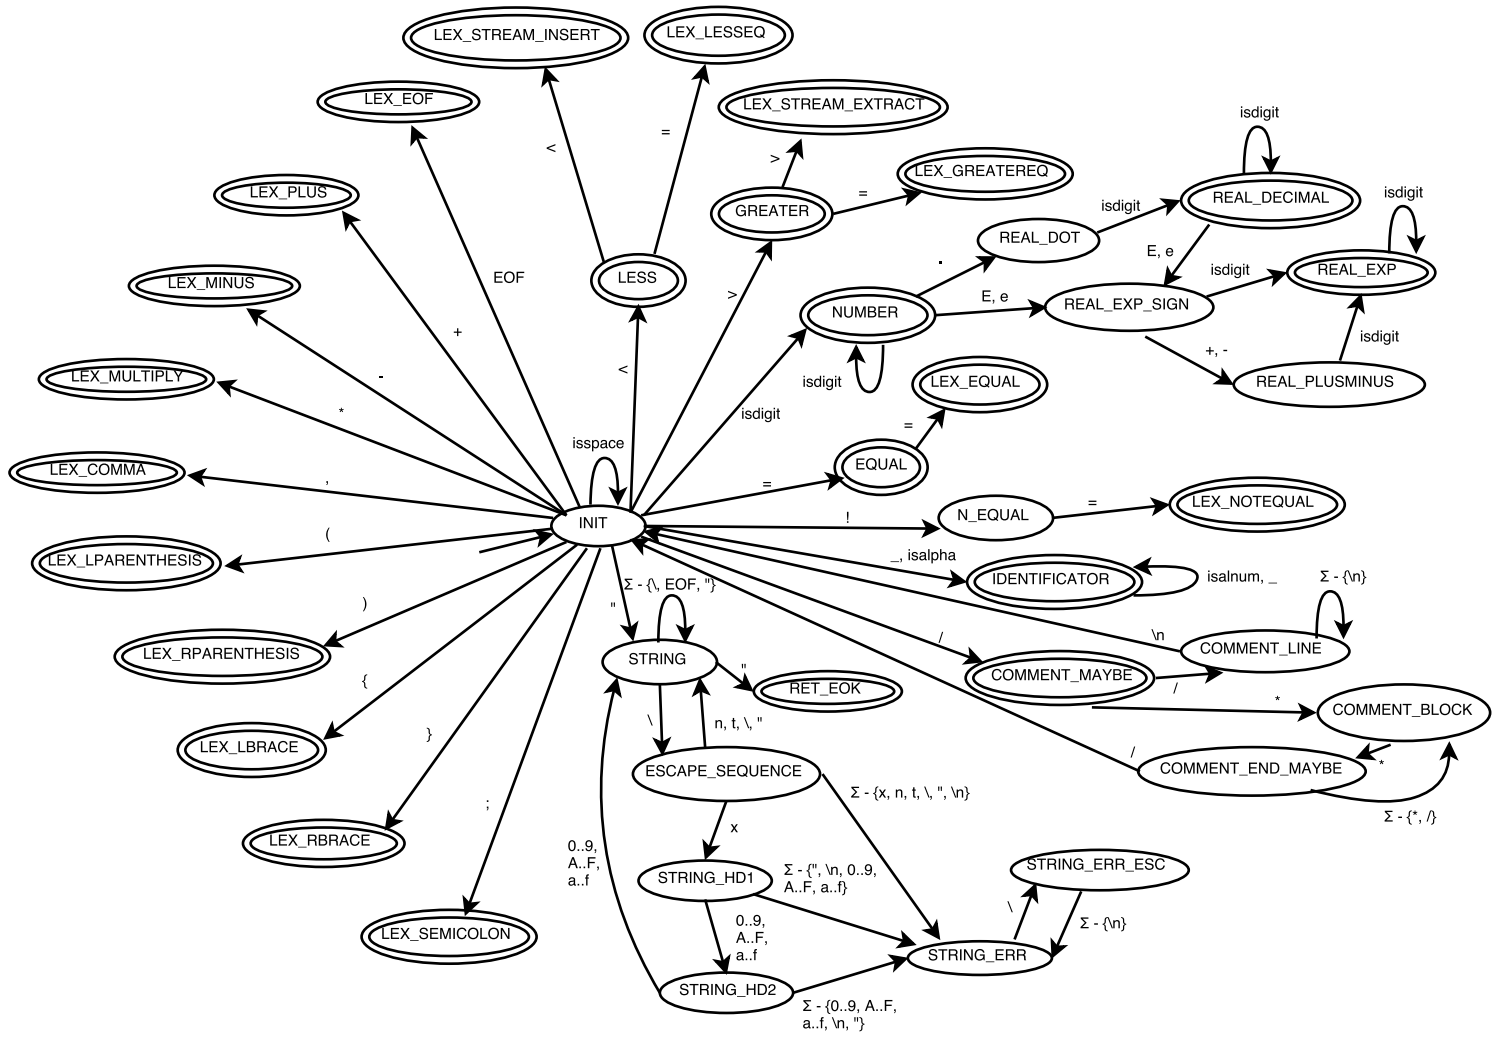 LEX_STREAM_INSERT
LEX_LESSEQ
LEX_EOF
LEX_STREAM_EXTRACT
isdigit
<
=
>
LEX_GREATEREQ
LEX_PLUS
=
GREATER
isdigit
REAL_DECIMAL
isdigit
REAL_DOT
E, e
isdigit
REAL_EXP
LEX_MINUS
EOF
LESS
.
>
NUMBER
E, e
REAL_EXP_SIGN
isdigit
+
+, -
LEX_MULTIPLY
-
<
isdigit
LEX_EQUAL
REAL_PLUSMINUS
*
isdigit
=
isspace
LEX_COMMA
,
=
EQUAL
=
LEX_NOTEQUAL
INIT
!
N_EQUAL
(
LEX_LPARENTHESIS
_, isalpha
IDENTIFICATOR
isalnum, _
Σ - {\, EOF, "}
Σ - {\n}
)
"
/
\n
COMMENT_LINE
LEX_RPARENTHESIS
STRING
"
COMMENT_MAYBE
/
{
RET_EOK
*
COMMENT_BLOCK
\
n, t, \, "
}
LEX_LBRACE
/
*
COMMENT_END_MAYBE
ESCAPE_SEQUENCE
Σ - {x, n, t, \, ", \n}
;
Σ - {*, /}
x
LEX_RBRACE
0..9,
A..F,
a..f
STRING_HD1
Σ - {", \n, 0..9,
A..F, a..f}
STRING_ERR_ESC
0..9,
A..F,
a..f
\
Σ - {\n}
LEX_SEMICOLON
STRING_ERR
STRING_HD2
Σ - {0..9, A..F,
a..f, \n, "}